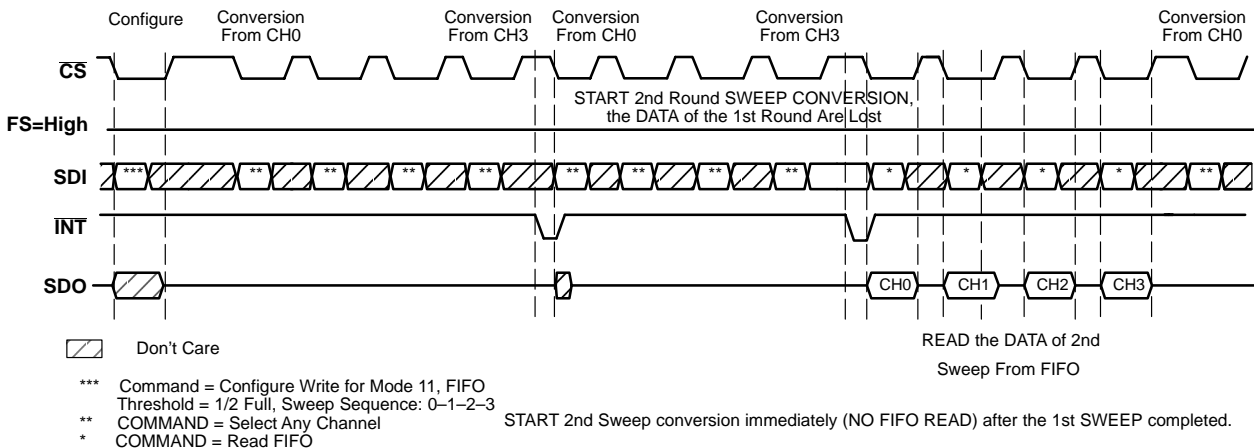 Configure
Conversion
From CH0
Conversion
From CH3
Conversion
From CH0
Conversion
From CH3
Conversion
From CH0
CS
START 2nd Round SWEEP CONVERSION,
the DATA of the 1st Round Are Lost
FS=High
SDI *** ** ** ** ** ** ** ** ** * * * * **
INT
SDO CH0 CH1 CH2 CH3
READ the DATA of 2nd
Sweep From FIFO
Don't Care
*** Command = Configure Write for Mode 11, FIFO
Threshold = 1/2 Full, Sweep Sequence: 0–1–2–3
** COMMAND = Select Any Channel
* COMMAND = Read FIFO
START 2nd Sweep conversion immediately (NO FIFO READ) after the 1st SWEEP completed.